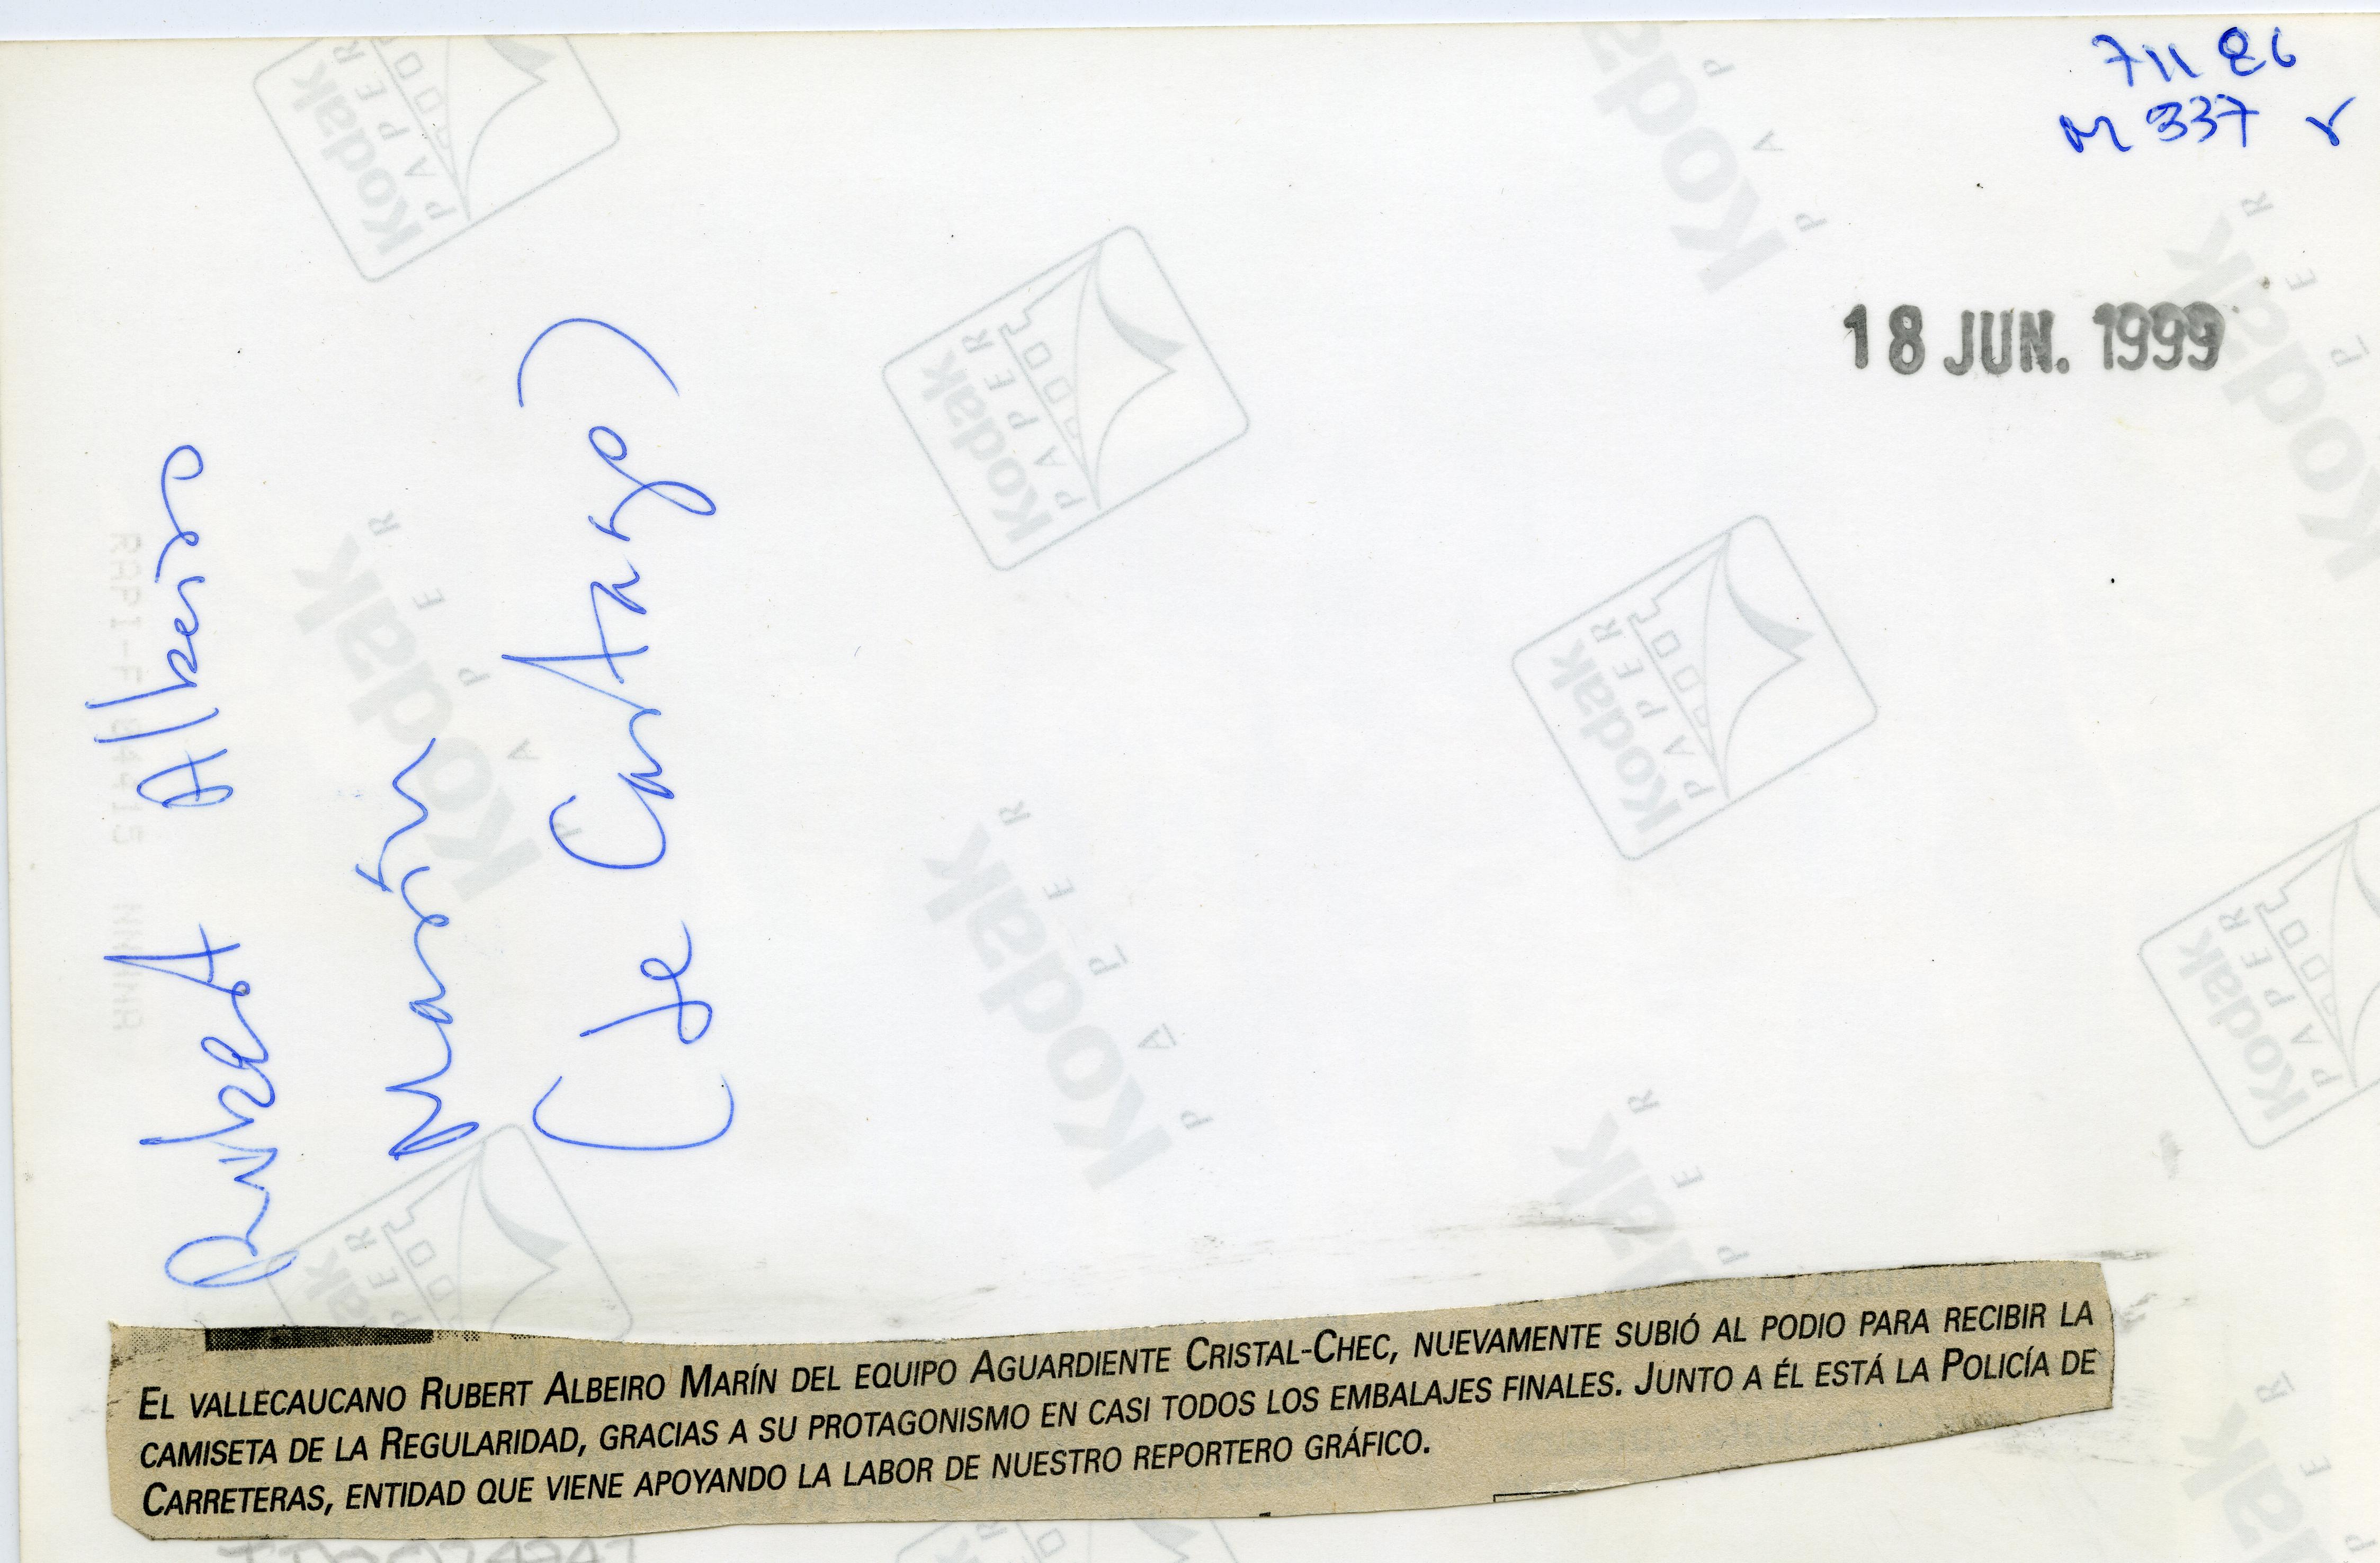 711 86
M 337
18 JUN. 1999
Rubert Albeiro
Marín
(de Cartago)
EL VALLECAUCANO RUBERT ALBEIRO MARÍN DEL EQUIPO AGUARDIENTE CRISTAL-CHEC, NUEVAMENTE SUBIÓ AL PODIO PARA RECIBIR LA
CAMISETA DE LA REGULARIDAD, GRACIAS A SU PROTAGONISMO EN CASI TODOS LOS EMBALAJES FINALES. JUNTO A ÉL ESTÁ LA POLICÍA DE
CARRETERAS, ENTIDAD QUE VIENE APOYANDO LA LABOR DE NUESTRO REPORTERO GRÁFICO.
Kodak
PAPER